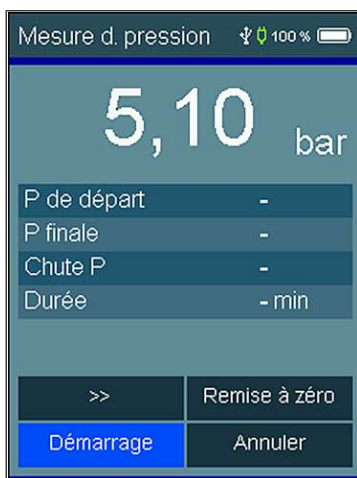 Mesure d. pression 100 %
5,10 bar
P de départ -
P finale -
Chute P -
Durée - min
>> Remise à zéro
Démarrage Annuler